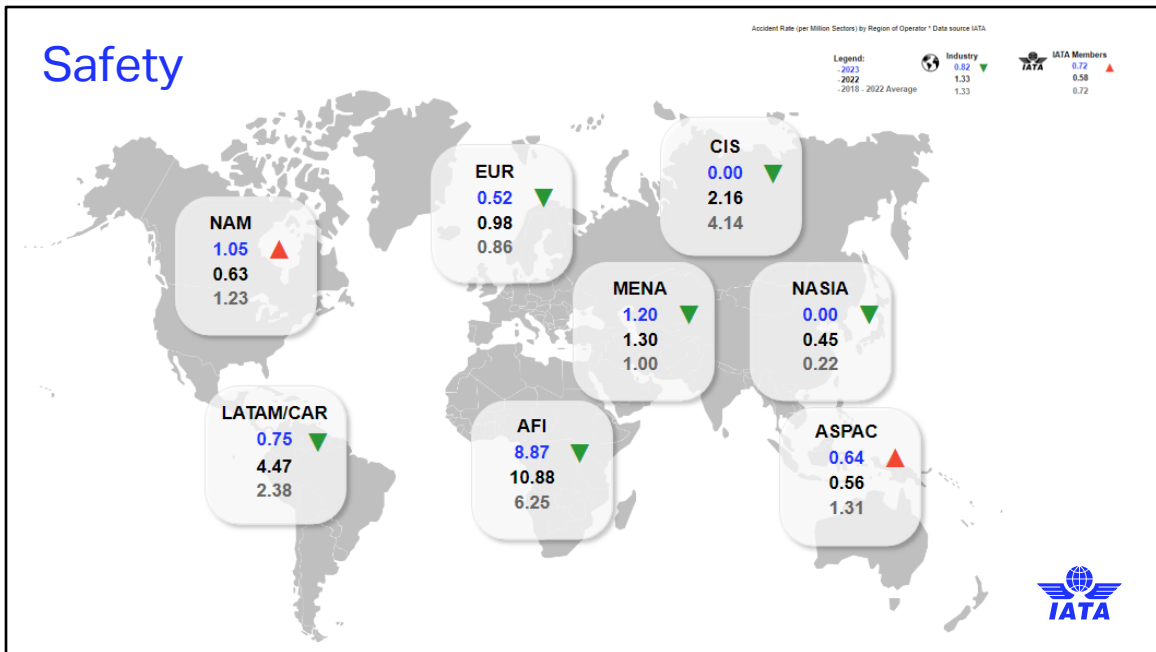 Safety
Accident Rate (per Million Sectors) by Region of Operator * Data source IATA
Legend:
- 2023
- 2022
- 2018 - 2022 Average
Industry
0.82
1.33
1.33
IATA
IATA Members
0.72
0.58
0.72
CIS
0.00
2.16
4.14
EUR
0.52
0.98
0.86
NAM
1.05
0.63
1.23
MENA
1.20
1.30
1.00
NASIA
0.00
0.45
0.22
LATAM/CAR
0.75
4.47
2.38
AFI
8.87
10.88
6.25
ASPAC
0.64
0.56
1.31
IATA